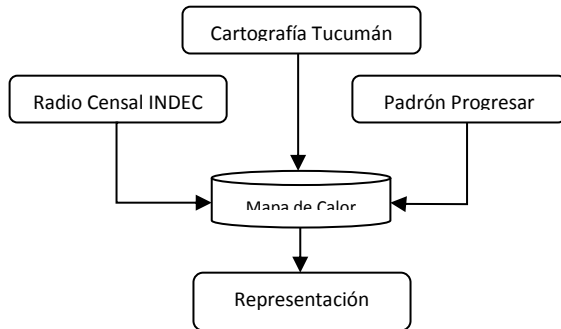 Cartografía Tucumán
Radio Censal INDEC
Padrón Progresar
Mapa de Calor
Representación